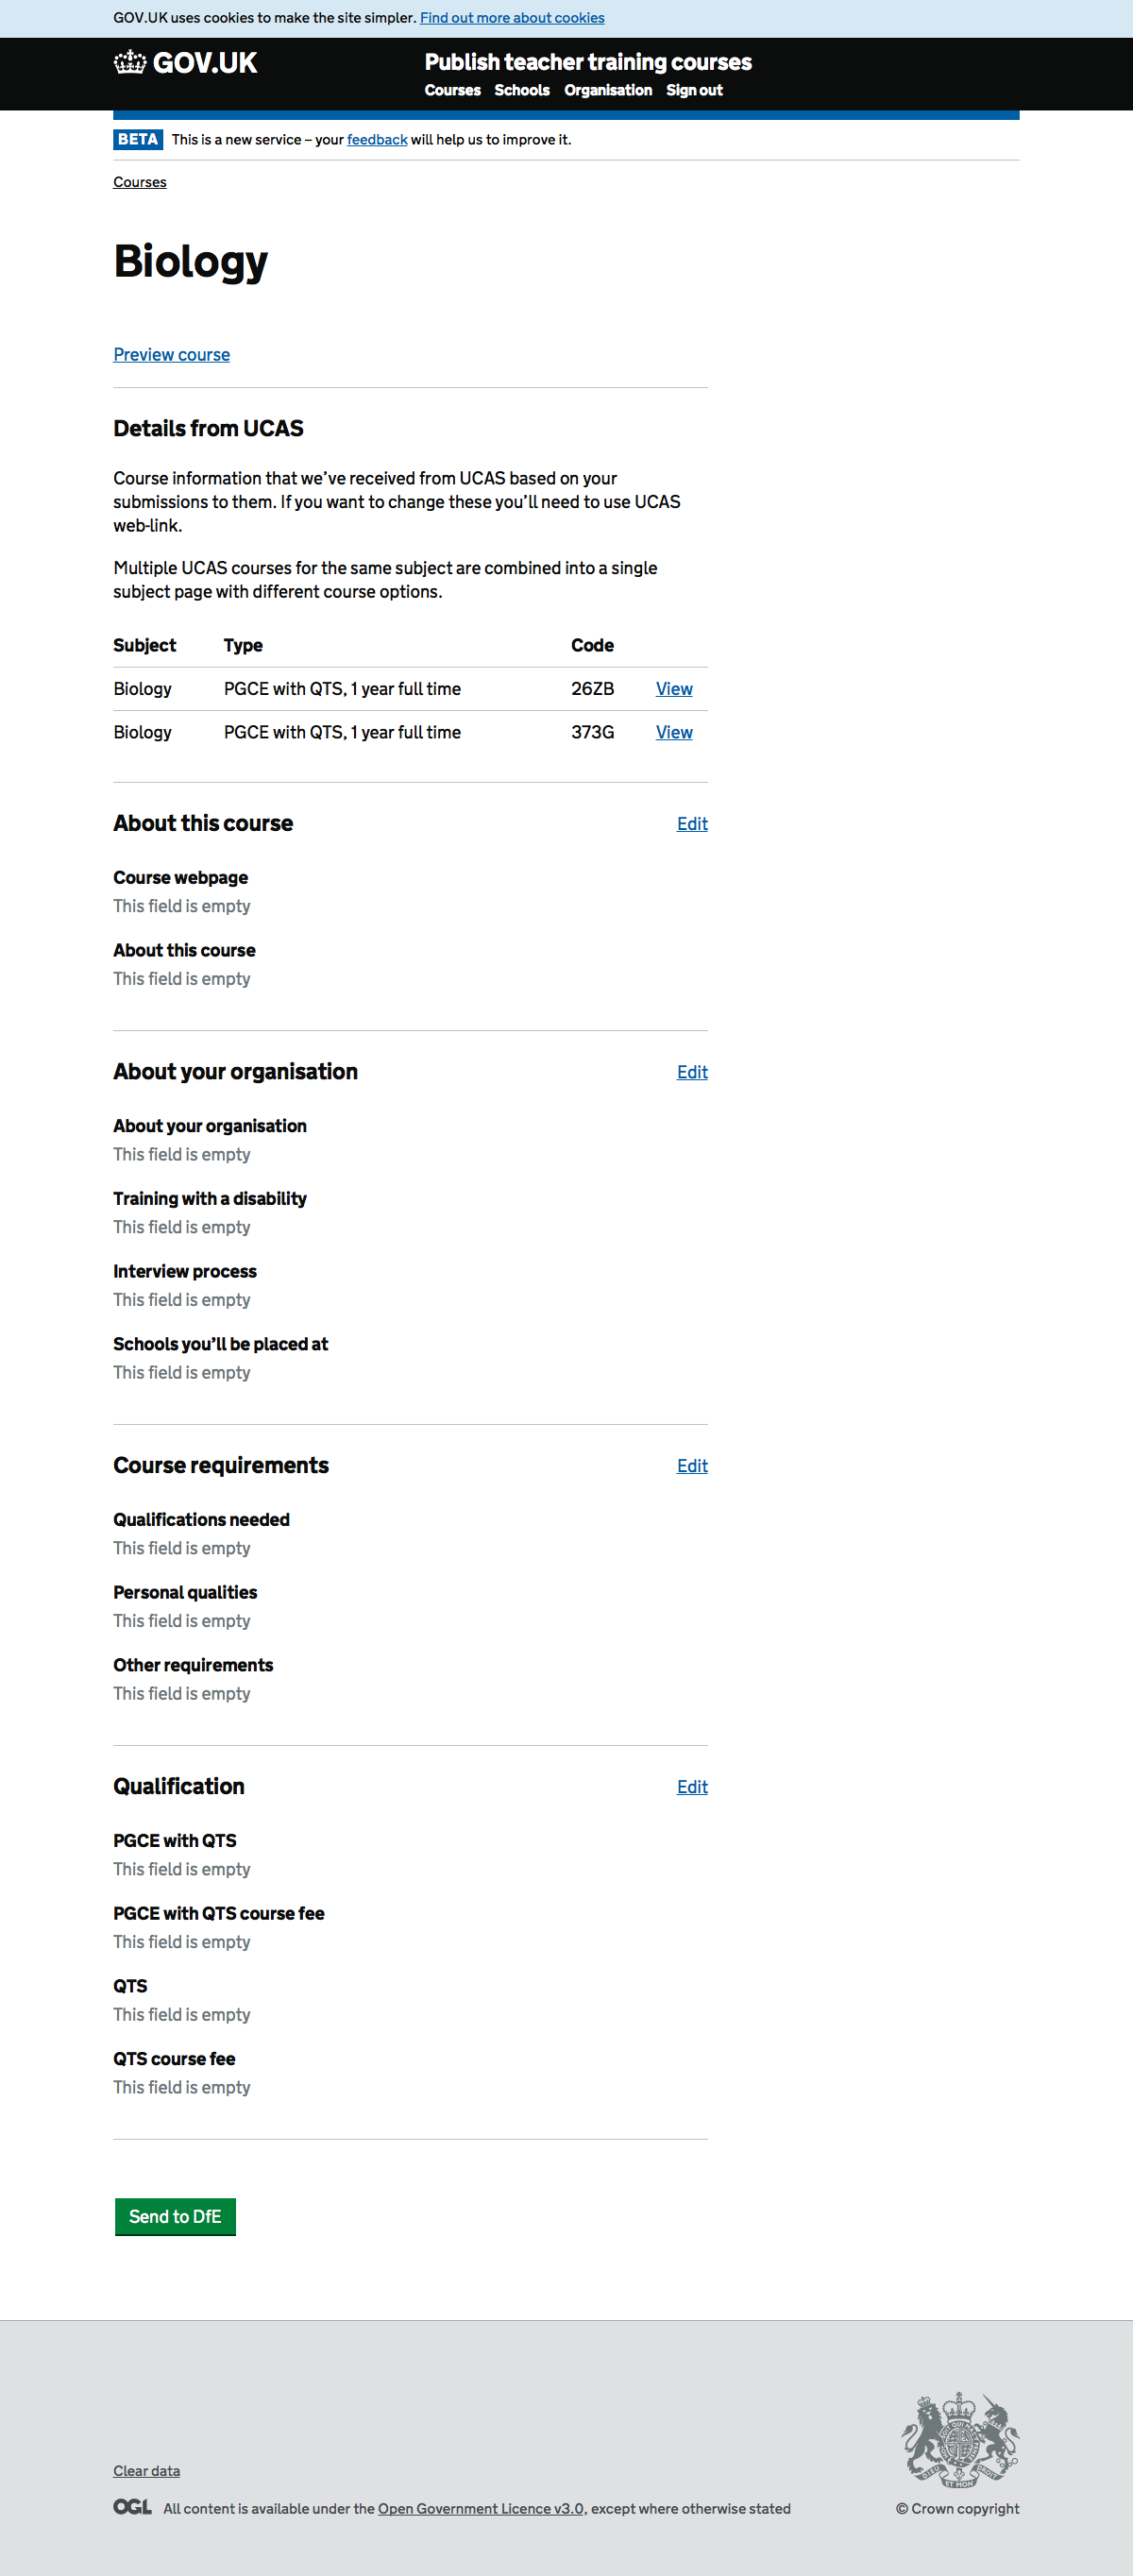 GOV.UK uses cookies to make the site simpler. Find out more about cookies
GOV.UK
Publish teacher training courses
Courses Schools Organisation Sign out
BETA This is a new service – your feedback will help us to improve it.
Courses
Biology
Preview course
Details from UCAS
Course information that we’ve received from UCAS based on your
submissions to them. If you want to change these you’ll need to use UCAS
web-link.
Multiple UCAS courses for the same subject are combined into a single
subject page with different course options.
Subject Type Code
Biology PGCE with QTS, 1 year full time 26ZB View
Biology PGCE with QTS, 1 year full time 373G View
About this course Edit
Course webpage
This field is empty
About this course
This field is empty
About your organisation Edit
About your organisation
This field is empty
Training with a disability
This field is empty
Interview process
This field is empty
Schools you’ll be placed at
This field is empty
Course requirements Edit
Qualifications needed
This field is empty
Personal qualities
This field is empty
Other requirements
This field is empty
Qualification Edit
PGCE with QTS
This field is empty
PGCE with QTS course fee
This field is empty
QTS
This field is empty
QTS course fee
This field is empty
Send to DfE
Clear data
OGL All content is available under the Open Government Licence v3.0, except where otherwise stated
DIEU ET MON DROIT
© Crown copyright